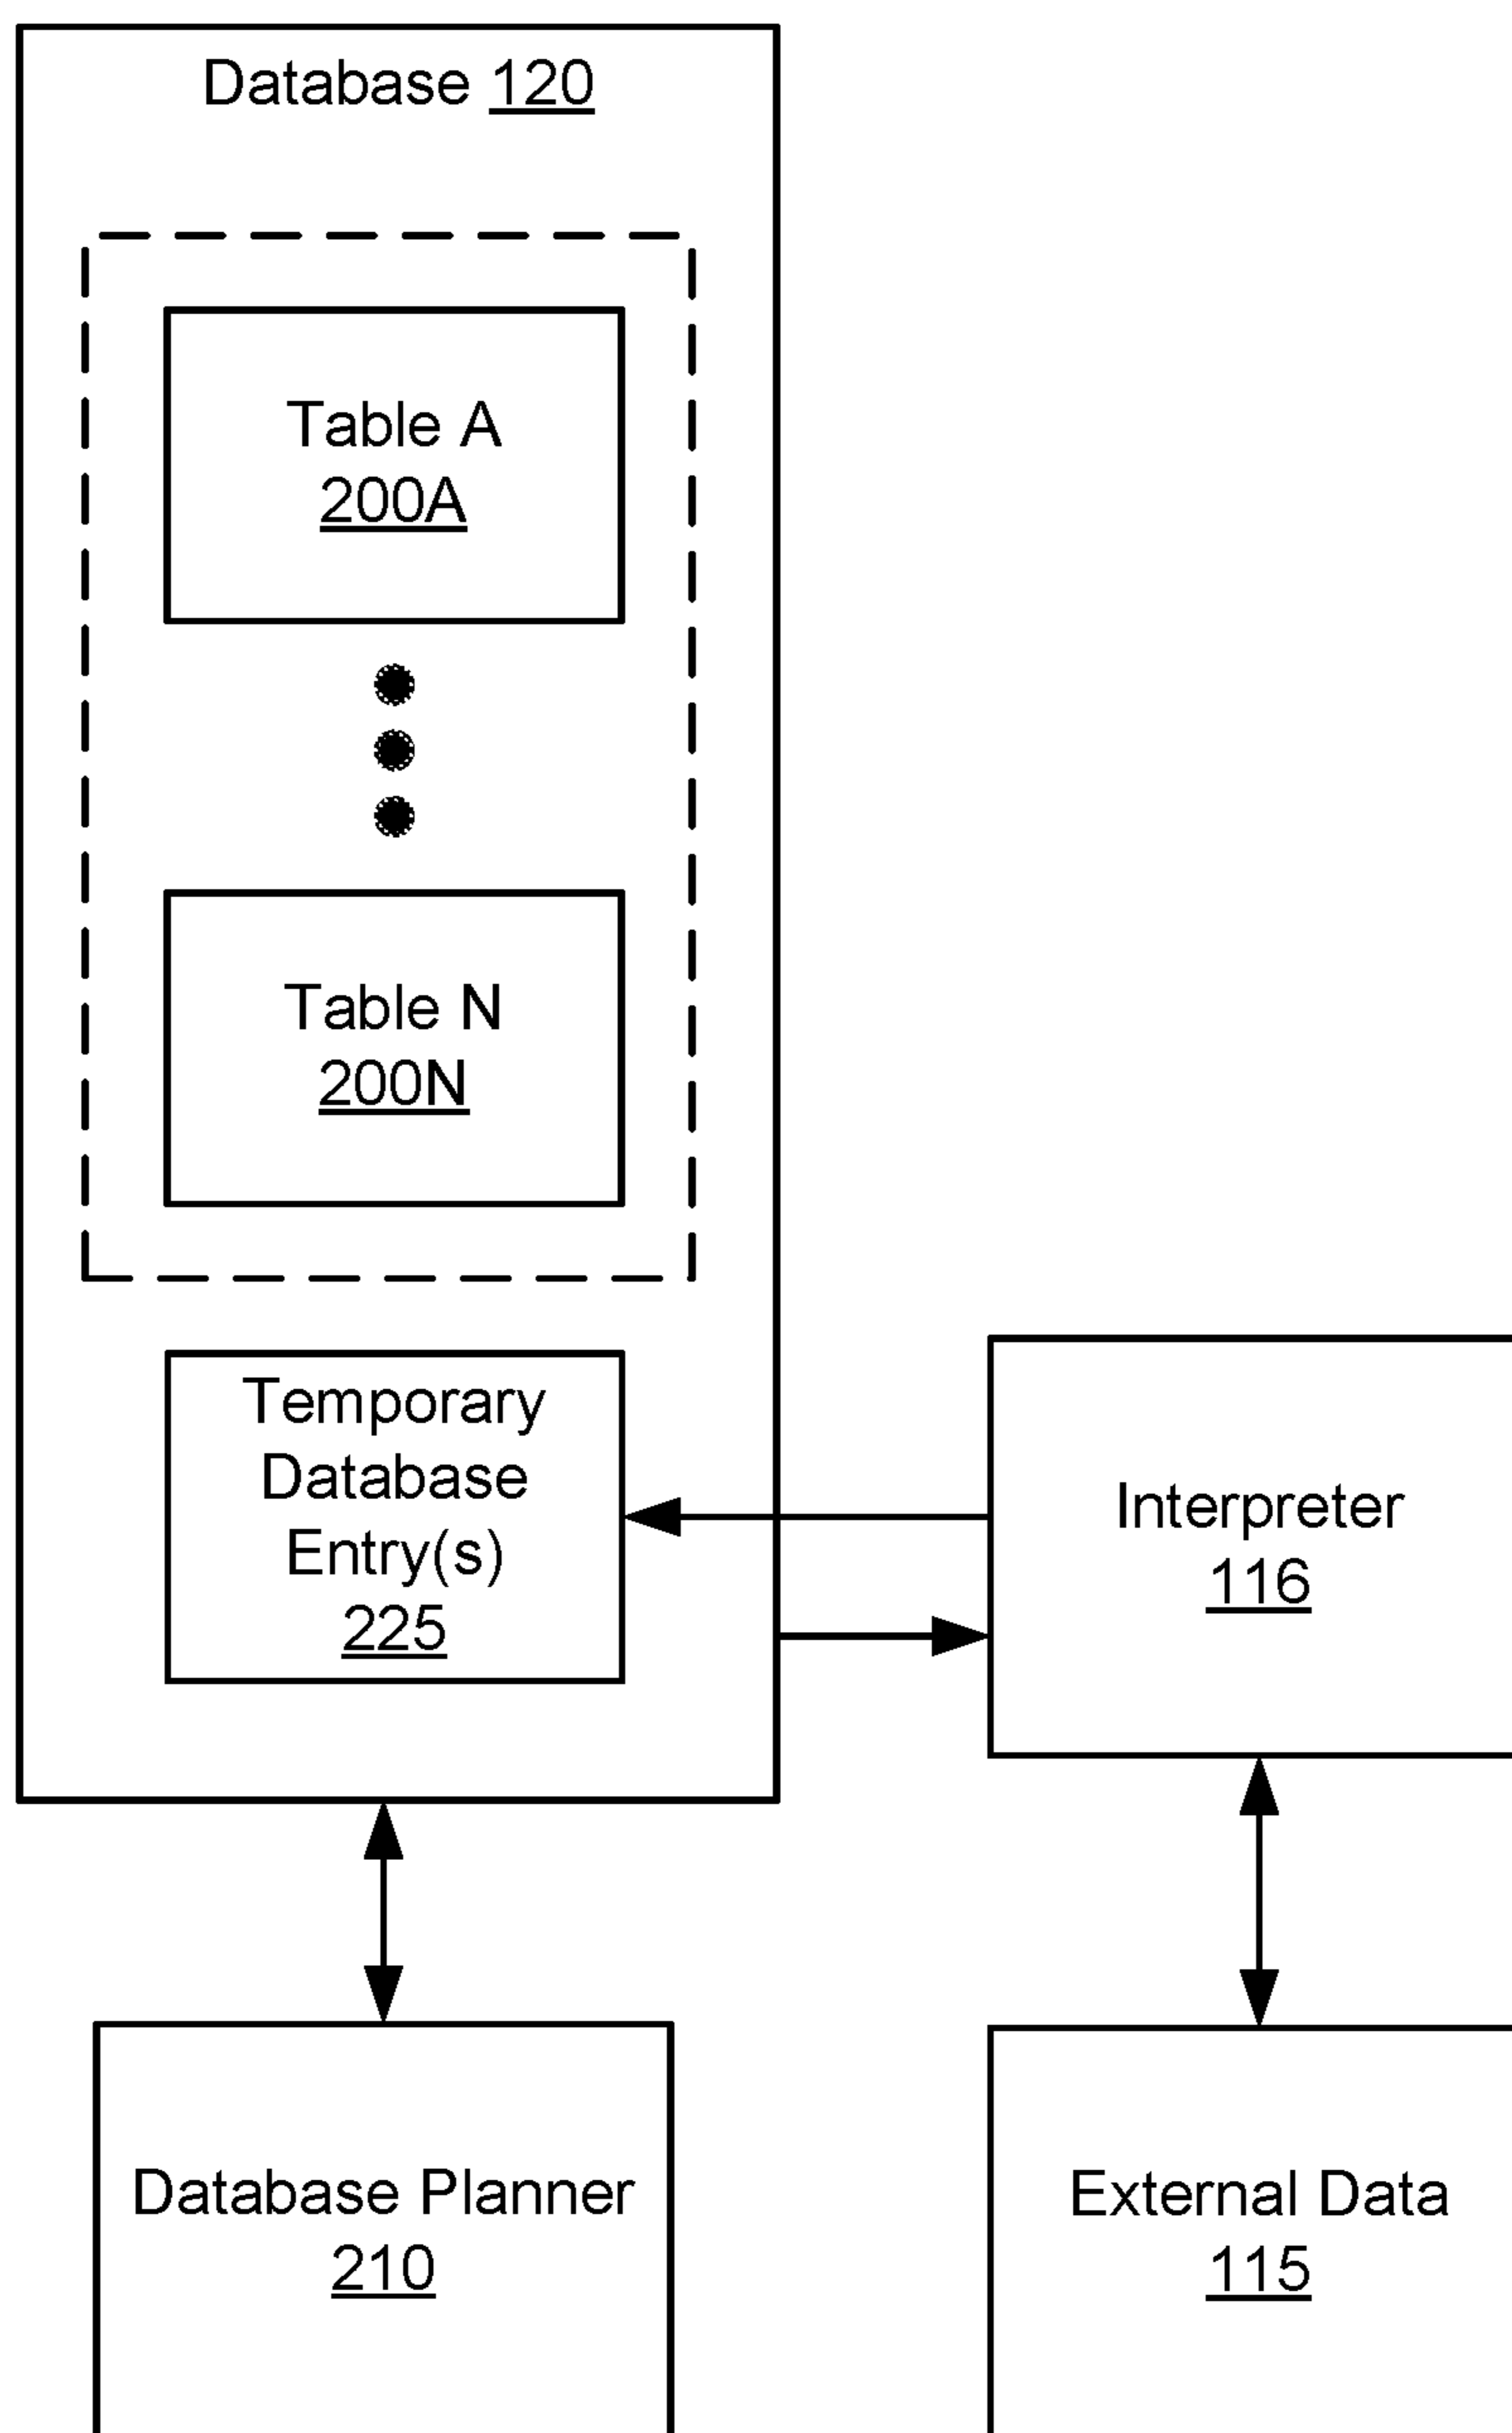 Database 120
Table A
200A
Table N
200N
Temporary
Database
Entry(s)
225
Interpreter
116
Database Planner
210
External Data
115